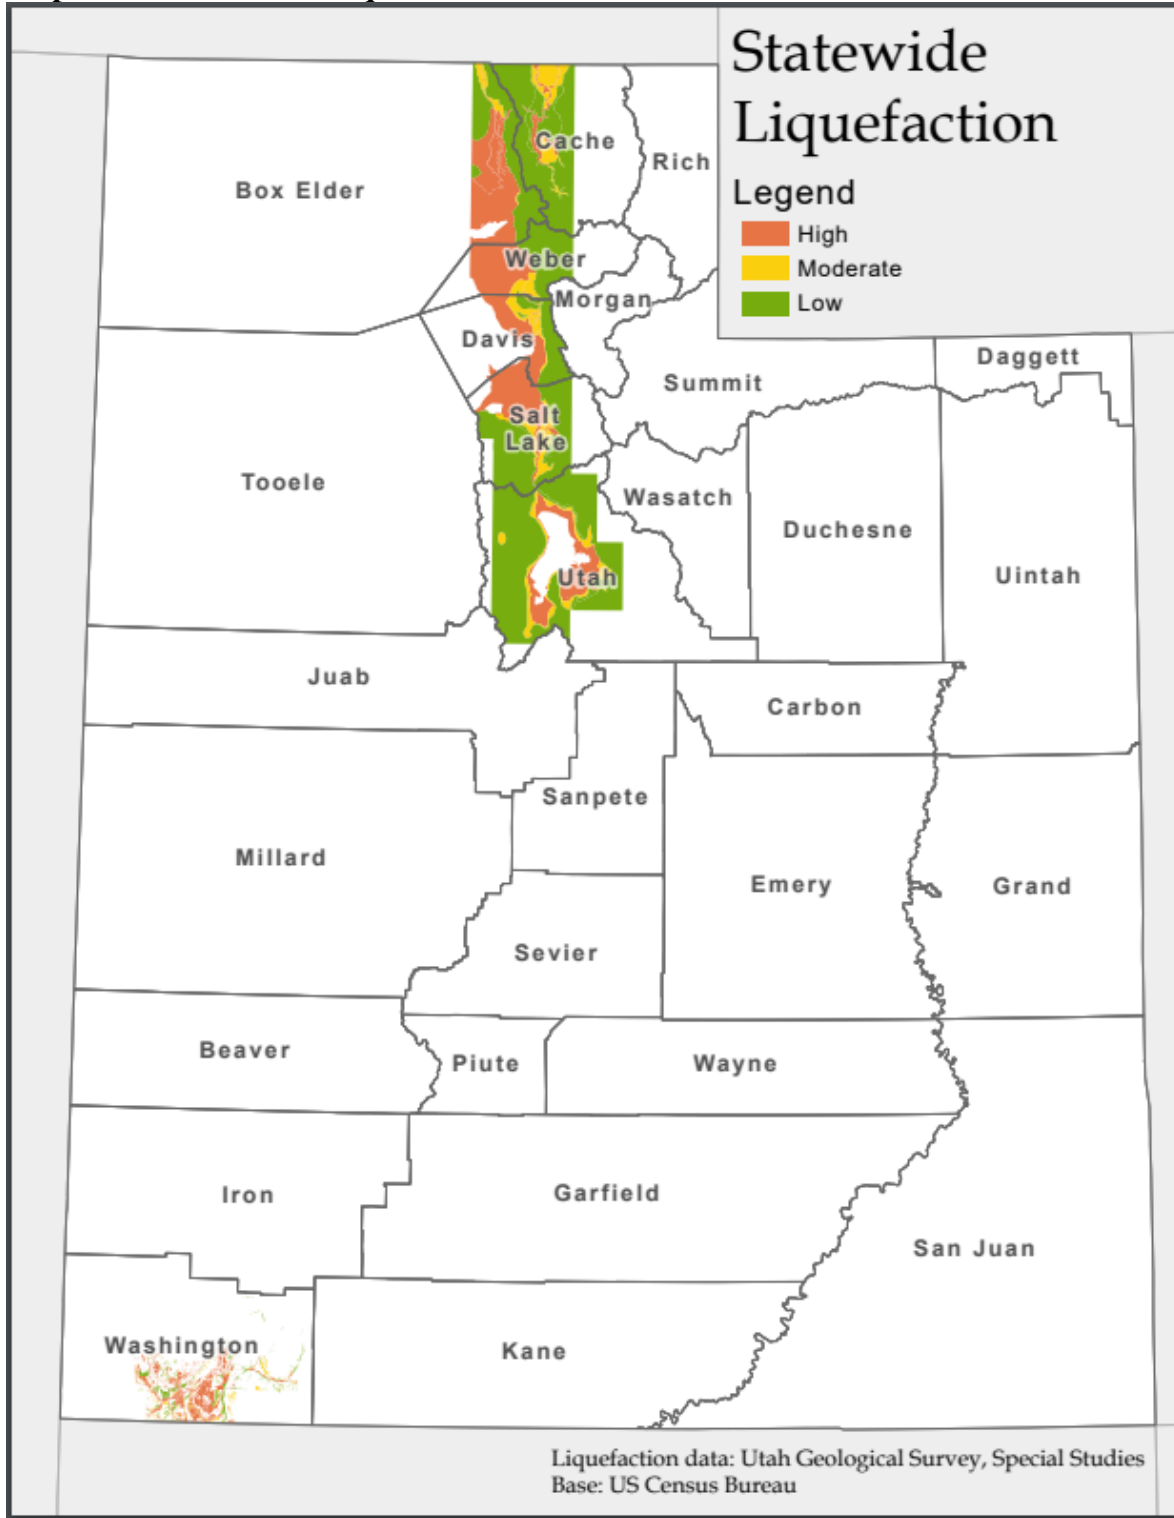 Statewide
Liquefaction
Legend
High
Moderate
Low
Cache
Rich
Box Elder
Weber
Morgan
Davis
Daggett
Summit
Salt
Lake
Tooele
Wasatch
Duchesne
Uintah
Utah
Juab
Carbon
Sanpete
Millard
Emery
Grand
Sevier
Beaver
Piute
Wayne
Iron
Garfield
San Juan
Washington
Kane
Liquefaction data: Utah Geological Survey, Special Studies
Base: US Census Bureau